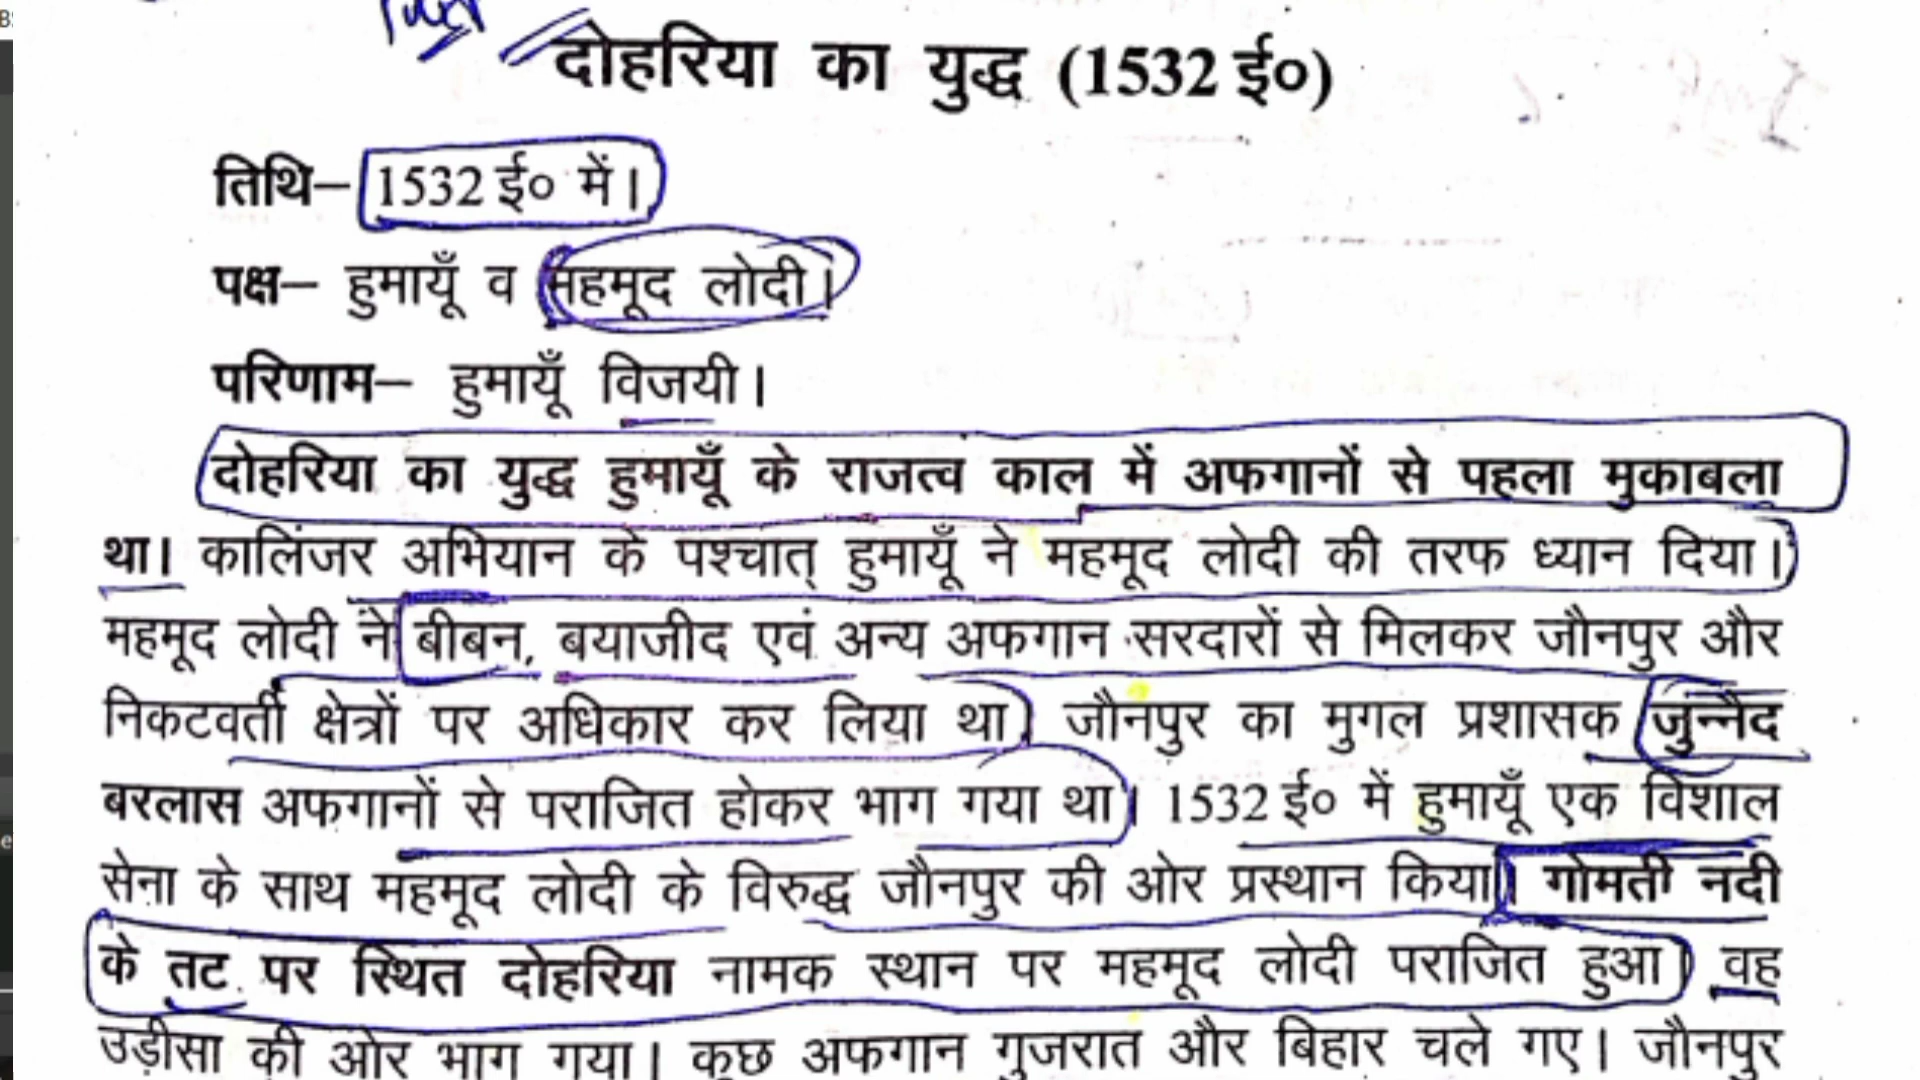 दोहरिया का युद्ध (1532 ई०)
तिथि– 1532 ई० में।
पक्ष– हुमायूँ व महमूद लोदी।
परिणाम– हुमायूँ विजयी।
दोहरिया का युद्ध हुमायूँ के राजत्व काल में अफगानों से पहला मुकाबला
था। कालिंजर अभियान के पश्चात् हुमायूँ ने महमूद लोदी की तरफ ध्यान दिया।
महमूद लोदी ने बीबन, बयाजीद एवं अन्य अफगान सरदारों से मिलकर जौनपुर और
निकटवर्ती क्षेत्रों पर अधिकार कर लिया था। जौनपुर का मुगल प्रशासक जुन्नैद
बरलास अफगानों से पराजित होकर भाग गया था। 1532 ई० में हुमायूँ एक विशाल
सेना के साथ महमूद लोदी के विरुद्ध जौनपुर की ओर प्रस्थान किया। गोमती नदी
के तट पर स्थित दोहरिया नामक स्थान पर महमूद लोदी पराजित हुआ। वह
उड़ीसा की ओर भाग गया। कुछ अफगान गुजरात और बिहार चले गए। जौनपुर